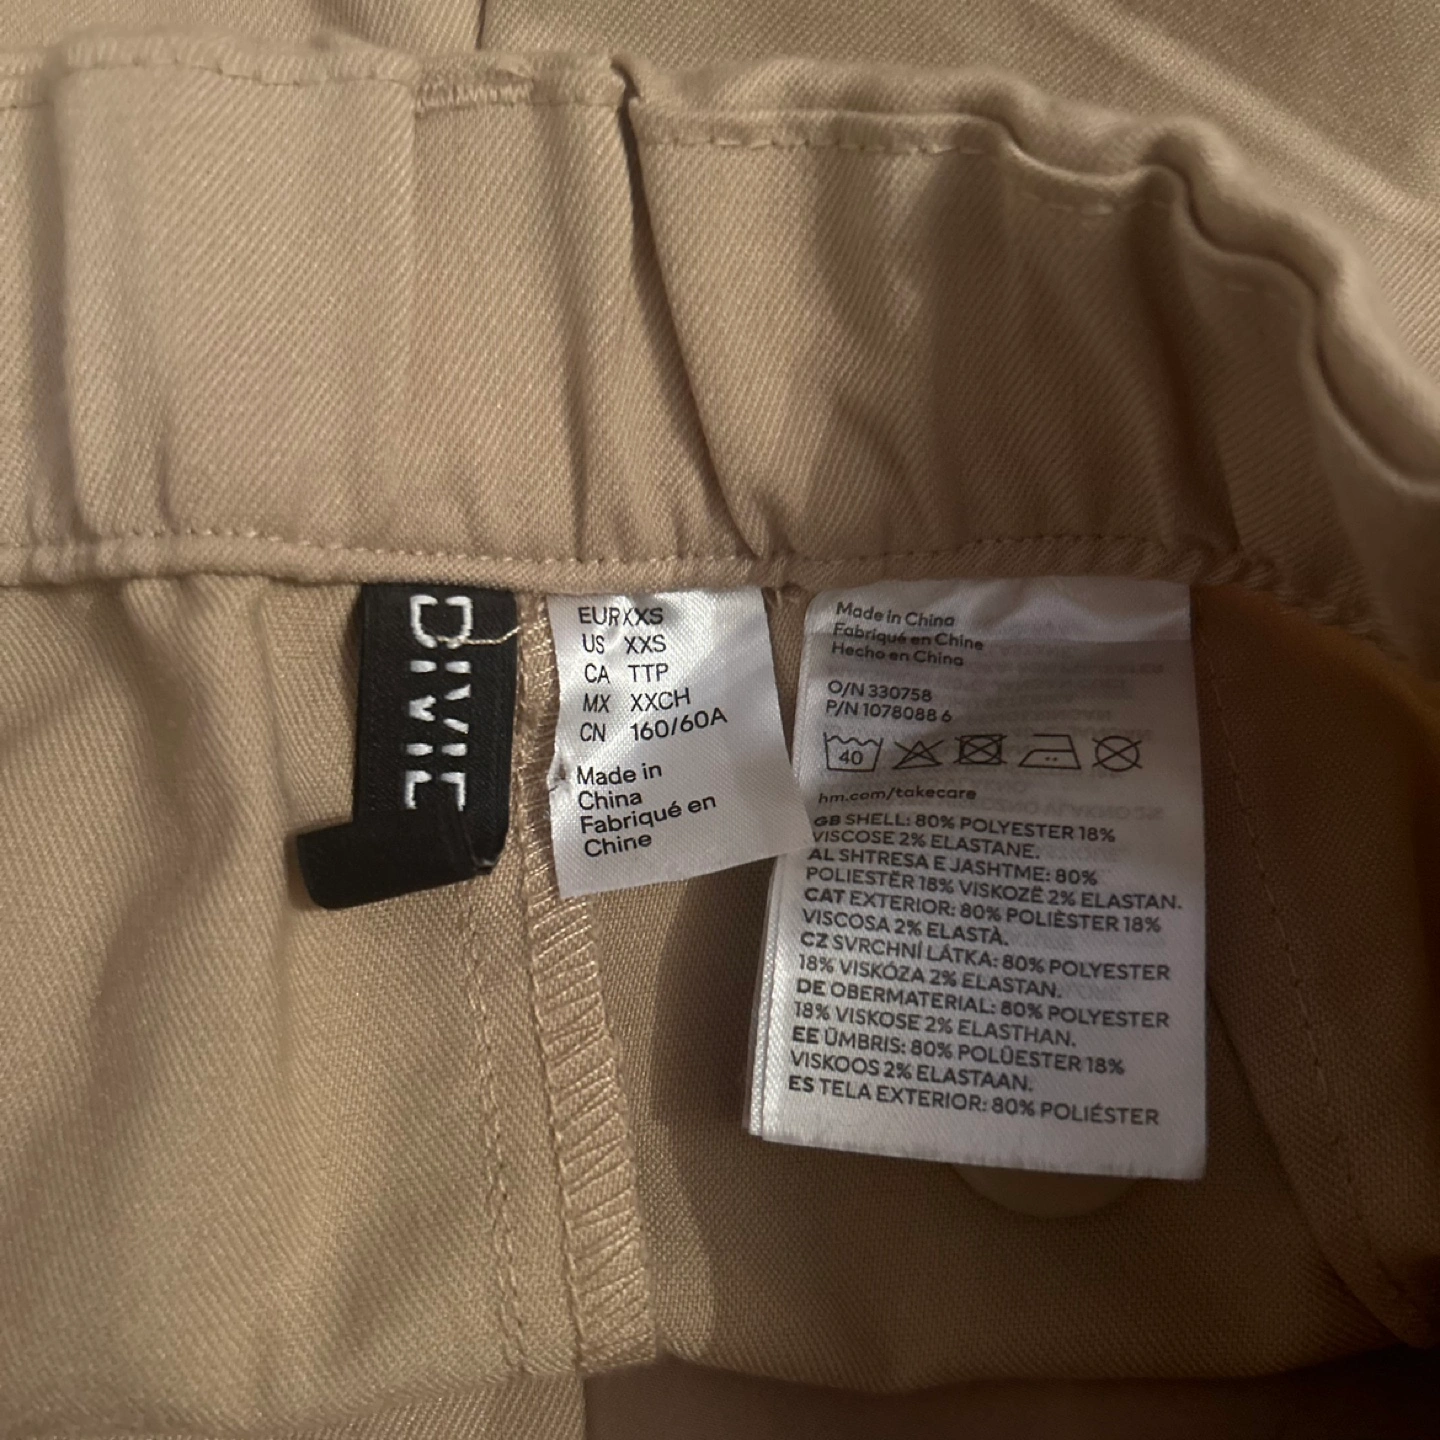 DIVIDED
EUR XXS
US XXS
CA TTP
MX XXCH
CN 160/60A
Made in
China
Fabriqué en
Chine
Made in China
Fabriqué en Chine
Hecho en China
O/N 330758
P/N 1078088 6
40
hm.com/takecare
GB SHELL: 80% POLYESTER 18%
VISCOSE 2% ELASTANE.
AL SHTRESA E JASHTME: 80%
POLIESTËR 18% VISKOZË 2% ELASTAN.
CAT EXTERIOR: 80% POLIÈSTER 18%
VISCOSA 2% ELASTÀ.
CZ SVRCHNÍ LÁTKA: 80% POLYESTER
18% VISKÓZA 2% ELASTAN.
DE OBERMATERIAL: 80% POLYESTER
18% VISKOSE 2% ELASTHAN.
EE ÜMBRIS: 80% POLÜESTER 18%
VISKOOS 2% ELASTAAN.
ES TELA EXTERIOR: 80% POLIÉSTER